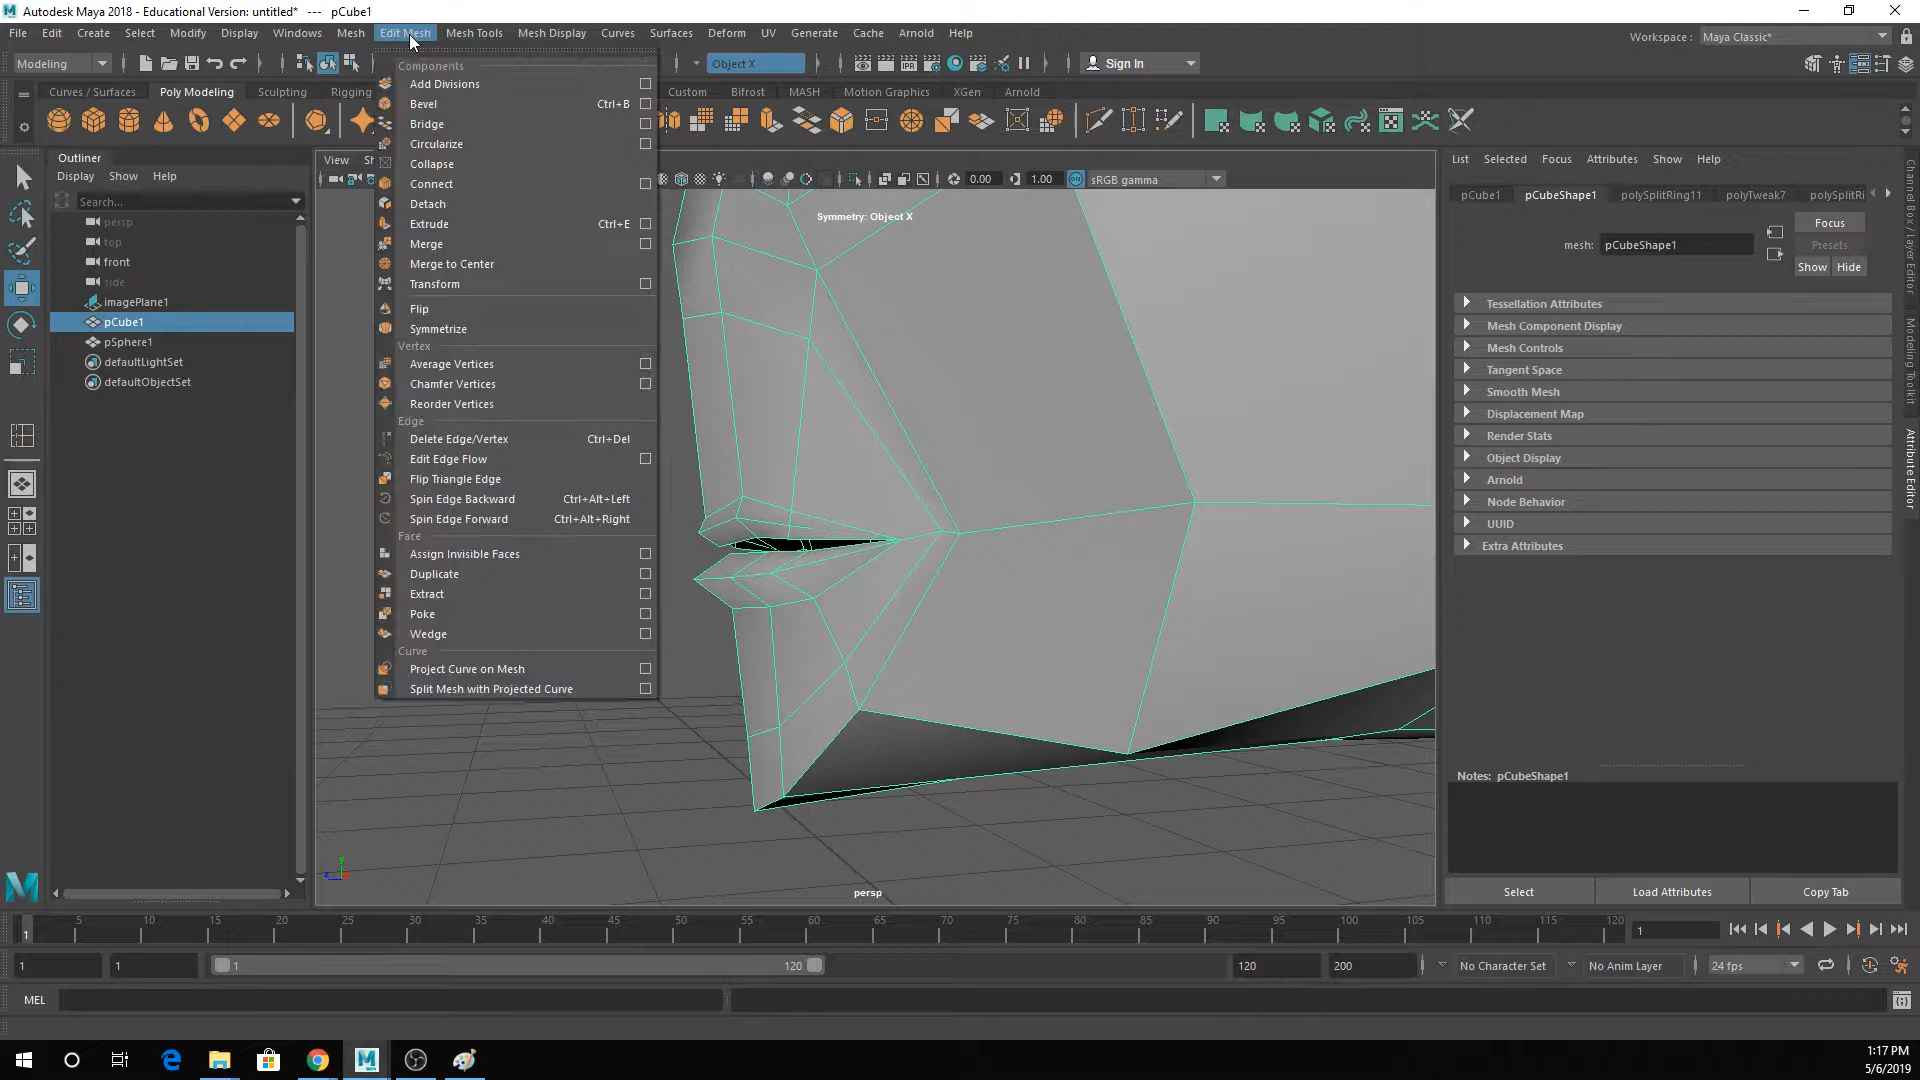 Autodesk Maya 2018 - Educational Version: untitled*   ---   pCube1
File Edit Create Select Modify Display Windows Mesh Edit Mesh Mesh Tools Mesh Display Curves Surfaces Deform UV Generate Cache Arnold Help
Workspace : Maya Classic*
Modeling
Object X
Sign In
Curves / Surfaces Poly Modeling Sculpting Rigging Custom Bifrost MASH Motion Graphics XGen Arnold
Outliner
Display Show Help
Search...
persp
top
front
side
imagePlane1
pCube1
pSphere1
defaultLightSet
defaultObjectSet
Components
Add Divisions
Bevel Ctrl+B
Bridge
Circularize
Collapse
Connect
Detach
Extrude Ctrl+E
Merge
Merge to Center
Transform
Flip
Symmetrize
Vertex
Average Vertices
Chamfer Vertices
Reorder Vertices
Edge
Delete Edge/Vertex Ctrl+Del
Edit Edge Flow
Flip Triangle Edge
Spin Edge Backward Ctrl+Alt+Left
Spin Edge Forward Ctrl+Alt+Right
Face
Assign Invisible Faces
Duplicate
Extract
Poke
Wedge
Curve
Project Curve on Mesh
Split Mesh with Projected Curve
View
0.00 1.00 sRGB gamma
Symmetry: Object X
persp
List Selected Focus Attributes Show Help
pCube1 pCubeShape1 polySplitRing11 polyTweak7 polySplitRi
Focus
mesh: pCubeShape1
Presets
Show Hide
Tessellation Attributes
Mesh Component Display
Mesh Controls
Tangent Space
Smooth Mesh
Displacement Map
Render Stats
Object Display
Arnold
Node Behavior
UUID
Extra Attributes
Notes: pCubeShape1
Select Load Attributes Copy Tab
Channel Box / Layer Editor
Modeling Toolkit
Attribute Editor
1 5 10 15 20 25 30 35 40 45 50 55 60 65 70 75 80 85 90 95 100 105 110 115 120
1
1 1 1 120 120 200 No Character Set No Anim Layer 24 fps
MEL
1:17 PM
5/6/2019